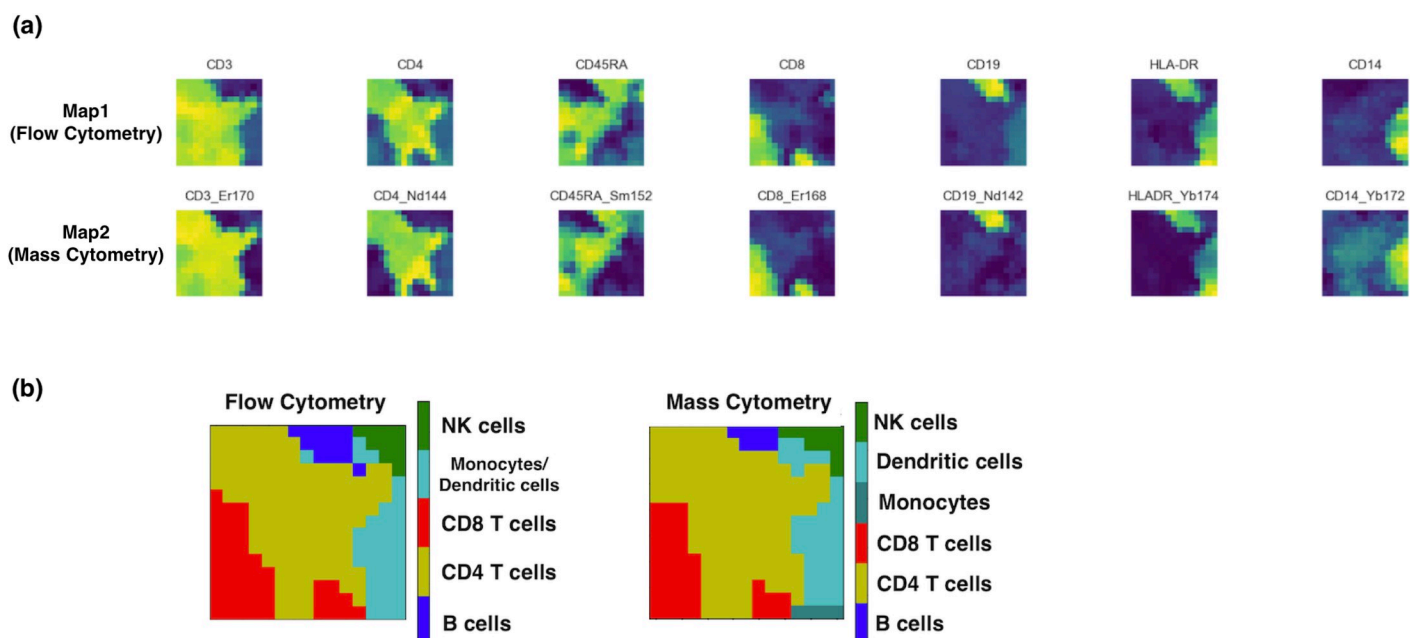 (a)
CD3 CD4 CD45RA CD8 CD19 HLA-DR CD14
Map1
(Flow Cytometry)
CD3_Er170 CD4_Nd144 CD45RA_Sm152 CD8_Er168 CD19_Nd142 HLADR_Yb174 CD14_Yb172
Map2
(Mass Cytometry)
(b)
Flow Cytometry
NK cells
Monocytes/
Dendritic cells
CD8 T cells
CD4 T cells
B cells
Mass Cytometry
NK cells
Dendritic cells
Monocytes
CD8 T cells
CD4 T cells
B cells